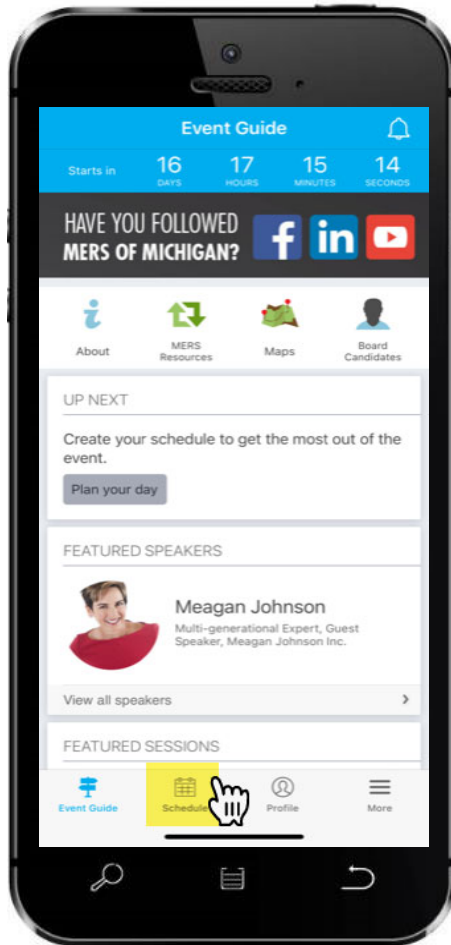 Event Guide
Starts in 16 17 15 14
DAYS HOURS MINUTES SECONDS
HAVE YOU FOLLOWED
MERS OF MICHIGAN?
f in
About
MERS
Resources
Maps
Board
Candidates
UP NEXT
Create your schedule to get the most out of the
event.
Plan your day
FEATURED SPEAKERS
Meagan Johnson
Multi-generational Expert, Guest
Speaker, Meagan Johnson Inc.
View all speakers
FEATURED SESSIONS
Event Guide Schedule Profile More